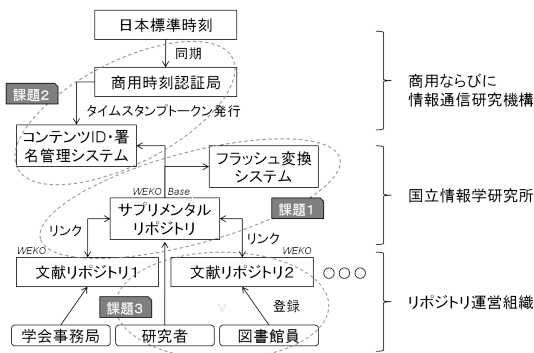 日本標準時刻
同期
商用時刻認証局
課題2
タイムスタンプトークン発行
商用ならびに
情報通信研究機構
コンテンツID・署
名管理システム
フラッシュ変換
システム
国立情報学研究所
WEKO Base
サプリメンタル
リポジトリ
課題1
リンク
リンク
WEKO
WEKO
文献リポジトリ1
文献リポジトリ2
○○○
リポジトリ運営組織
課題3
登録
学会事務局
研究者
図書館員